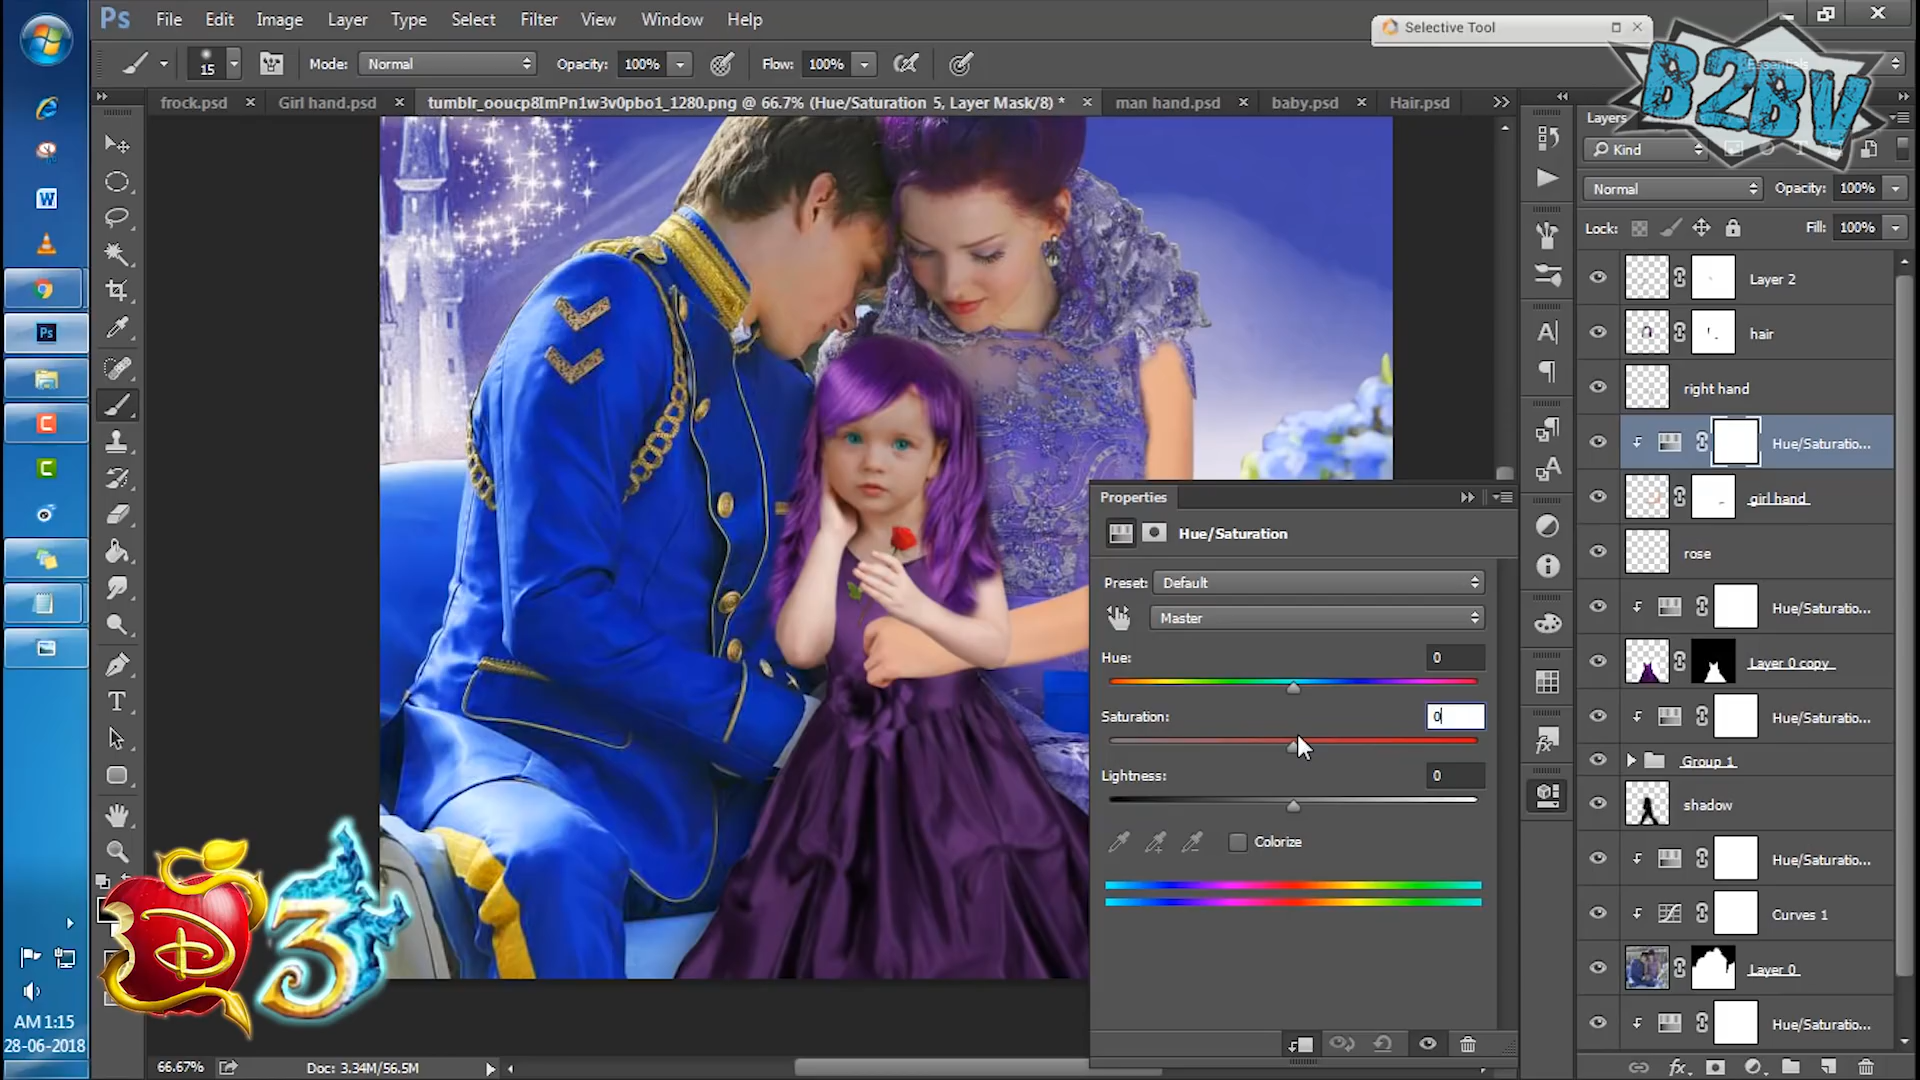 Ps File Edit Image Layer Type Select Filter View Window Help
Selective Tool
15 Mode: Normal Opacity: 100% Flow: 100%
B2BV
frock.psd Girl hand.psd tumblr_ooucp8ImPn1w3v0pbo1_1280.png @ 66.7% (Hue/Saturation 5, Layer Mask/8) * man hand.psd baby.psd Hair.psd
Layers
Kind
Normal Opacity: 100%
Lock: Fill: 100%
Layer 2
hair
right hand
Hue/Saturatio...
girl hand
rose
Hue/Saturatio...
Layer 0 copy
Hue/Saturatio...
Group 1
shadow
Hue/Saturatio...
Curves 1
Layer 0
Hue/Saturatio...
Properties
Hue/Saturation
Preset: Default
Master
Hue: 0
Saturation: 0
Lightness: 0
Colorize
D 3
AM 1:15
28-06-2018
66.67% Doc: 3.34M/56.5M